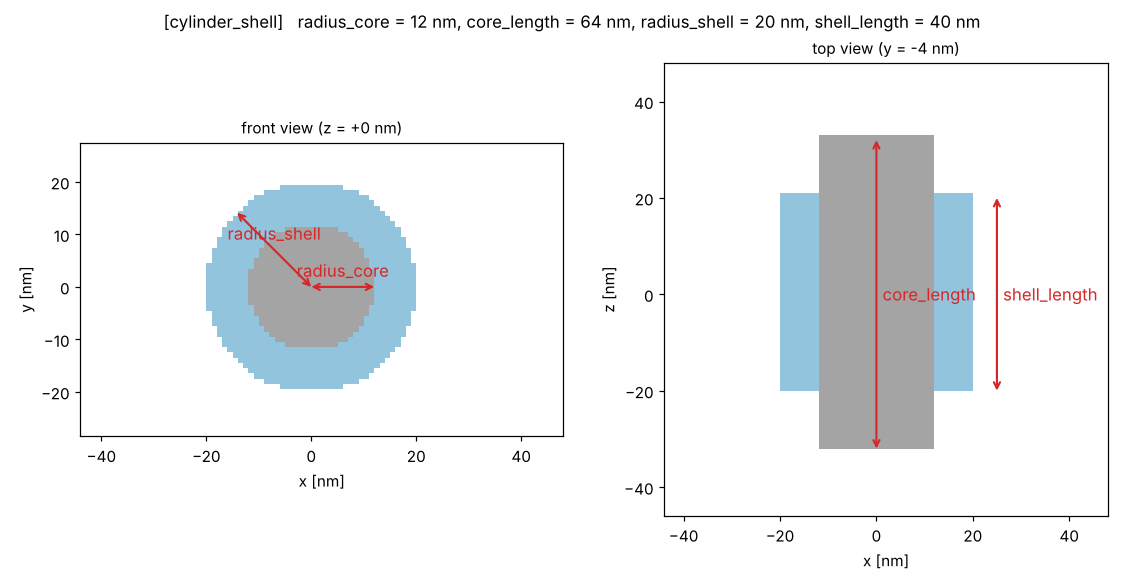 [cylinder_shell]   radius_core = 12 nm, core_length = 64 nm, radius_shell = 20 nm, shell_length = 40 nm
front view (z = +0 nm)
20
10
0
−10
−20
y [nm]
radius_shell
radius_core
−40
−20
0
20
40
x [nm]
top view (y = -4 nm)
40
20
0
−20
−40
z [nm]
core_length
shell_length
−40
−20
0
20
40
x [nm]